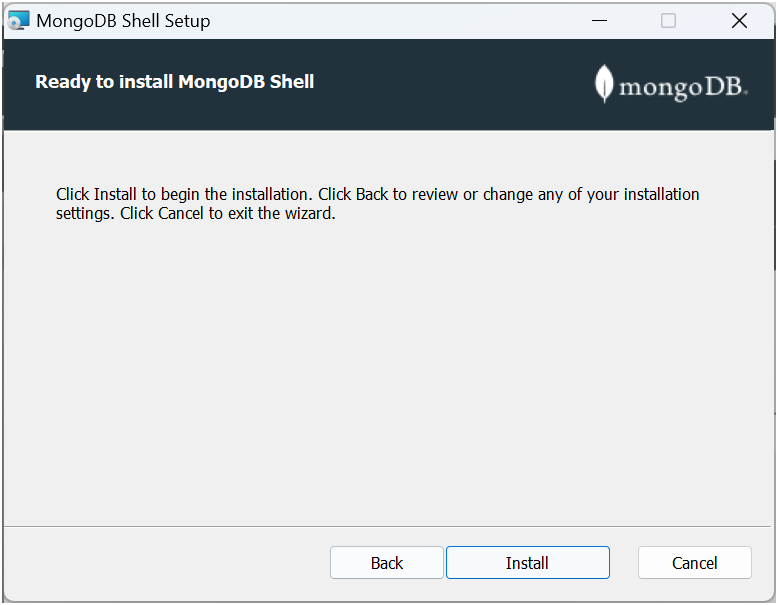 MongoDB Shell Setup
Ready to install MongoDB Shell
mongoDB®
Click Install to begin the installation. Click Back to review or change any of your installation
settings. Click Cancel to exit the wizard.
Back
Install
Cancel